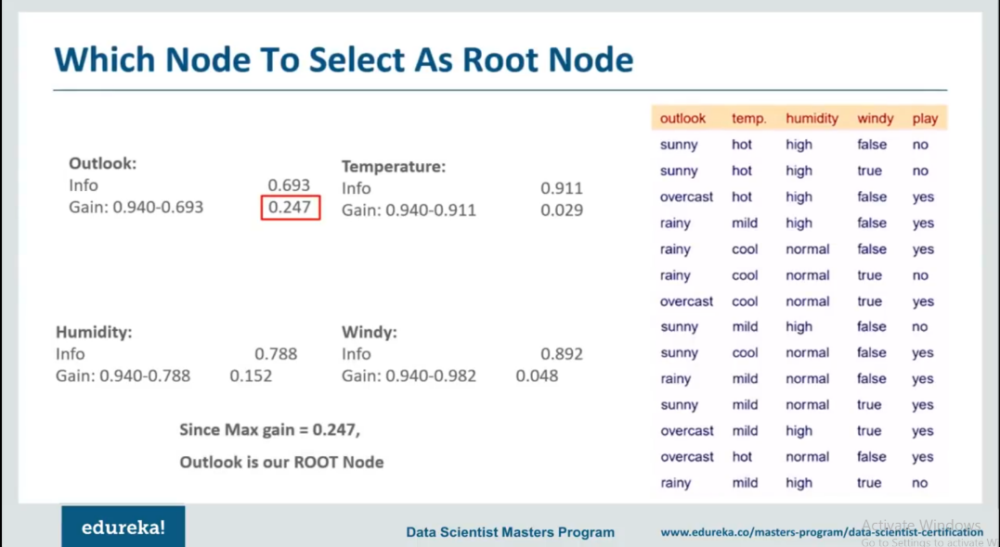 Which Node To Select As Root Node
Outlook:
Info 0.693
Gain: 0.940-0.693 0.247
Temperature:
Info 0.911
Gain: 0.940-0.911 0.029
Humidity:
Info 0.788
Gain: 0.940-0.788 0.152
Windy:
Info 0.892
Gain: 0.940-0.982 0.048
Since Max gain = 0.247,
Outlook is our ROOT Node
outlook temp. humidity windy play
sunny hot high false no
sunny hot high true no
overcast hot high false yes
rainy mild high false yes
rainy cool normal false yes
rainy cool normal true no
overcast cool normal true yes
sunny mild high false no
sunny cool normal false yes
rainy mild normal false yes
sunny mild normal true yes
overcast mild high true yes
overcast hot normal false yes
rainy mild high true no
edureka!
Data Scientist Masters Program
www.edureka.co/masters-program/data-scientist-certification
Activate Windows
Go to Settings to activate W